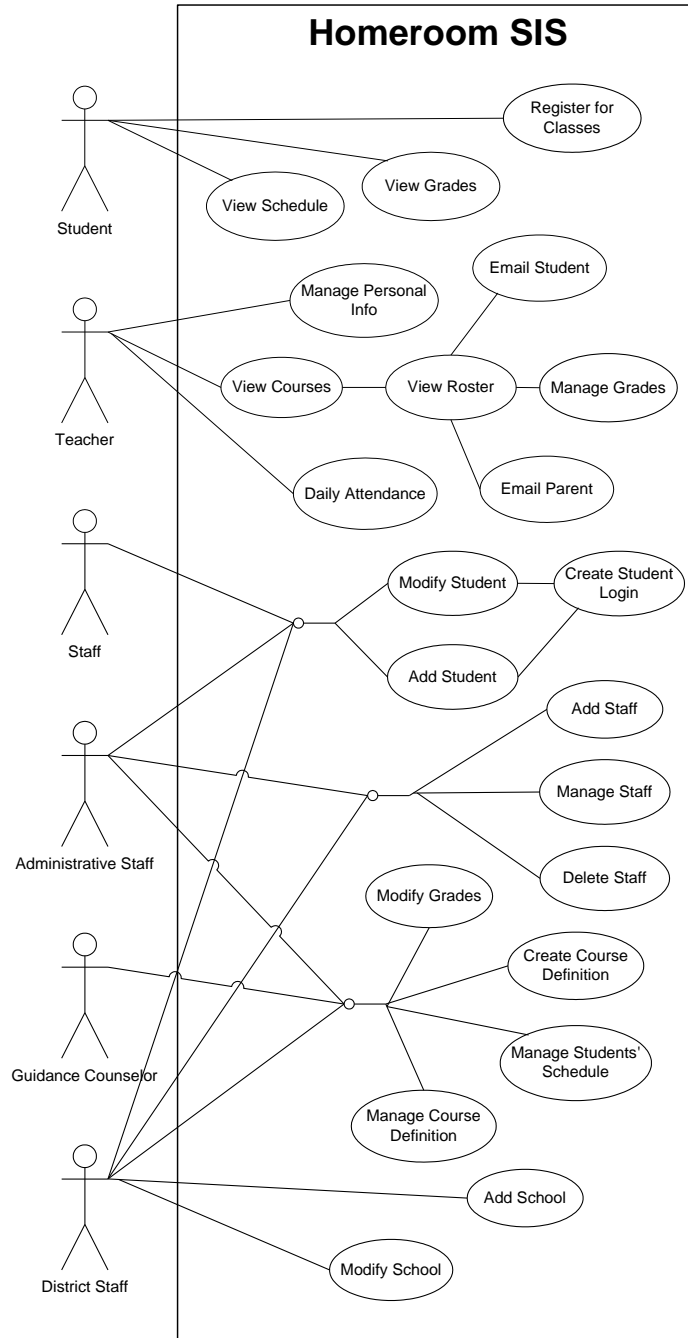 Homeroom SIS
Register for
Classes
View Grades
View Schedule
Student
Email Student
Manage Personal
Info
View Courses
View Roster
Manage Grades
Teacher
Daily Attendance
Email Parent
Modify Student
Create Student
Login
Staff
Add Student
Add Staff
Manage Staff
Administrative Staff
Delete Staff
Modify Grades
Create Course
Definition
Guidance Counselor
Manage Students'
Schedule
Manage Course
Definition
Add School
Modify School
District Staff